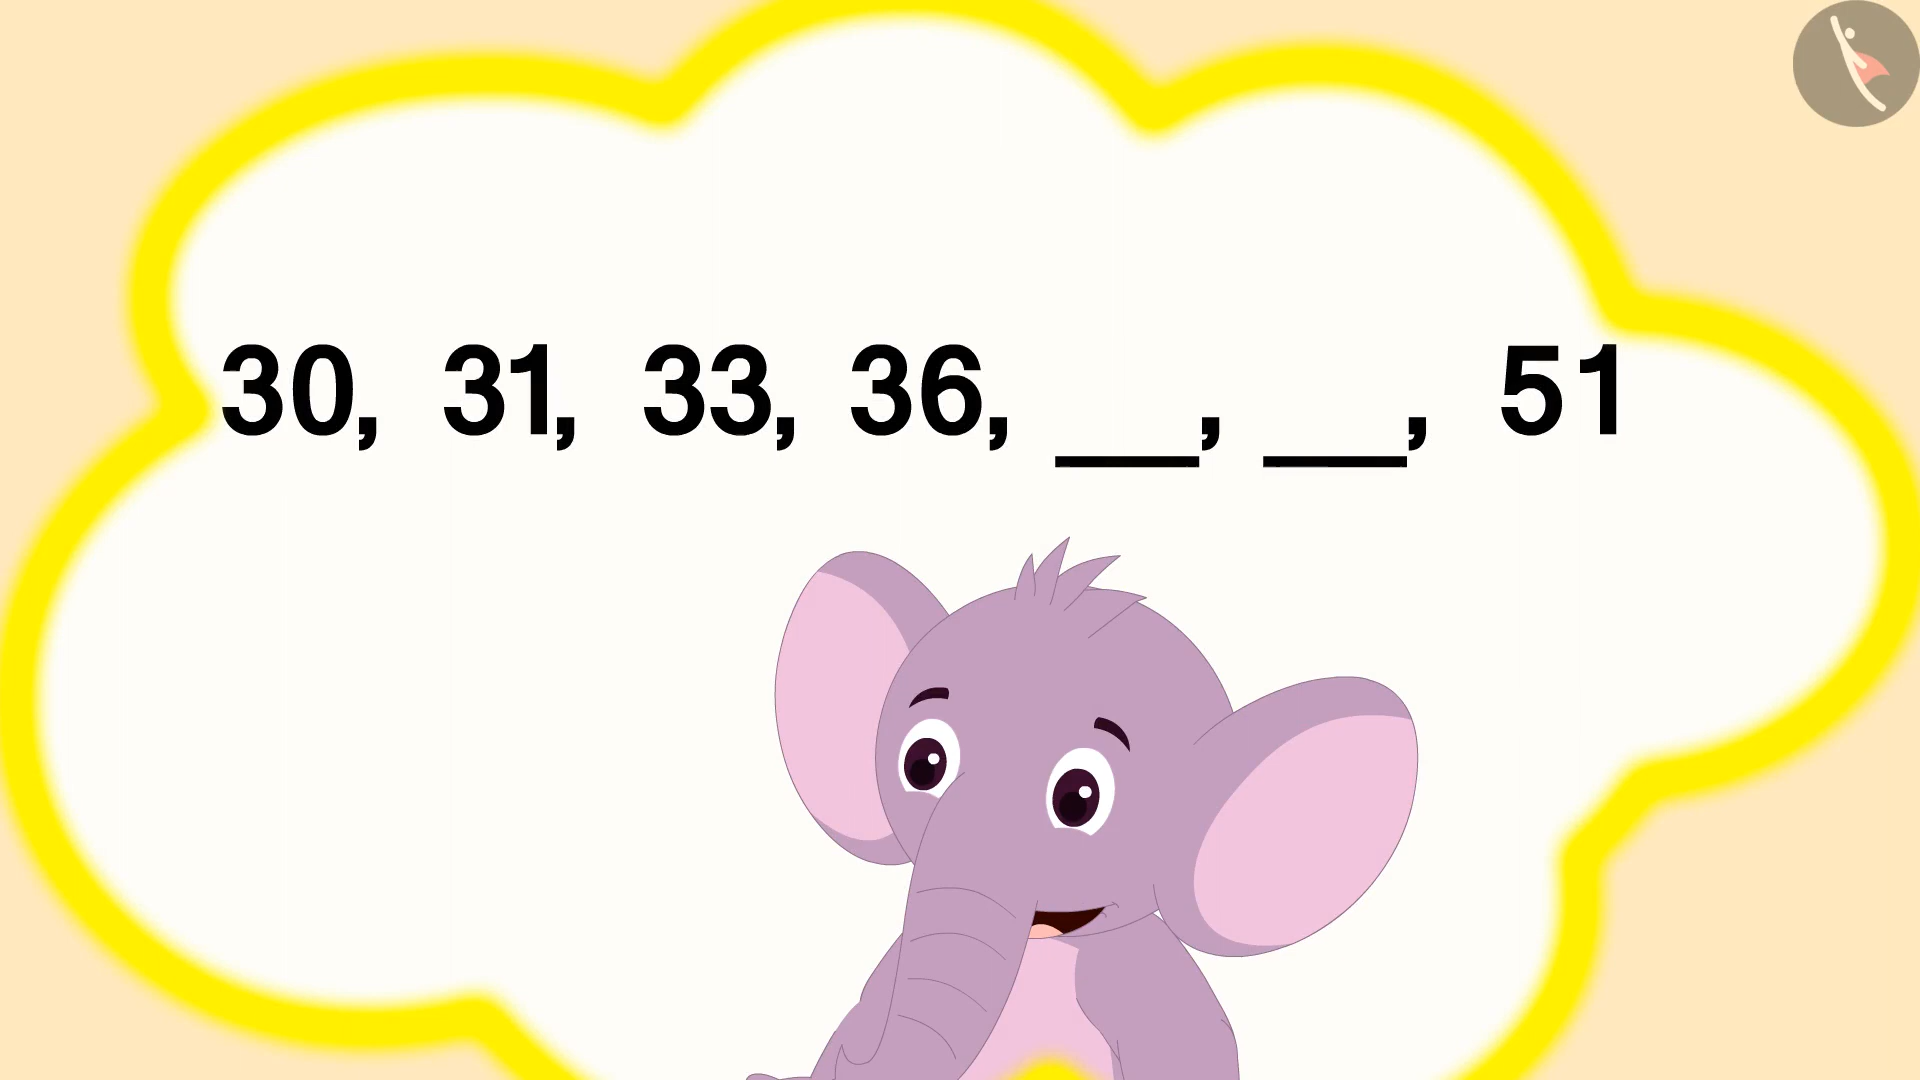 30, 31, 33, 36, __, __, 51